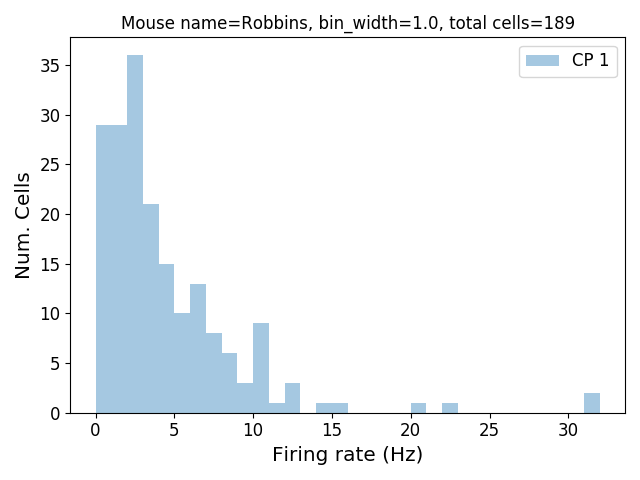 Mouse name=Robbins, bin_width=1.0, total cells=189
CP 1
Num. Cells
35
30
25
20
15
10
5
0
0 5 10 15 20 25 30
Firing rate (Hz)